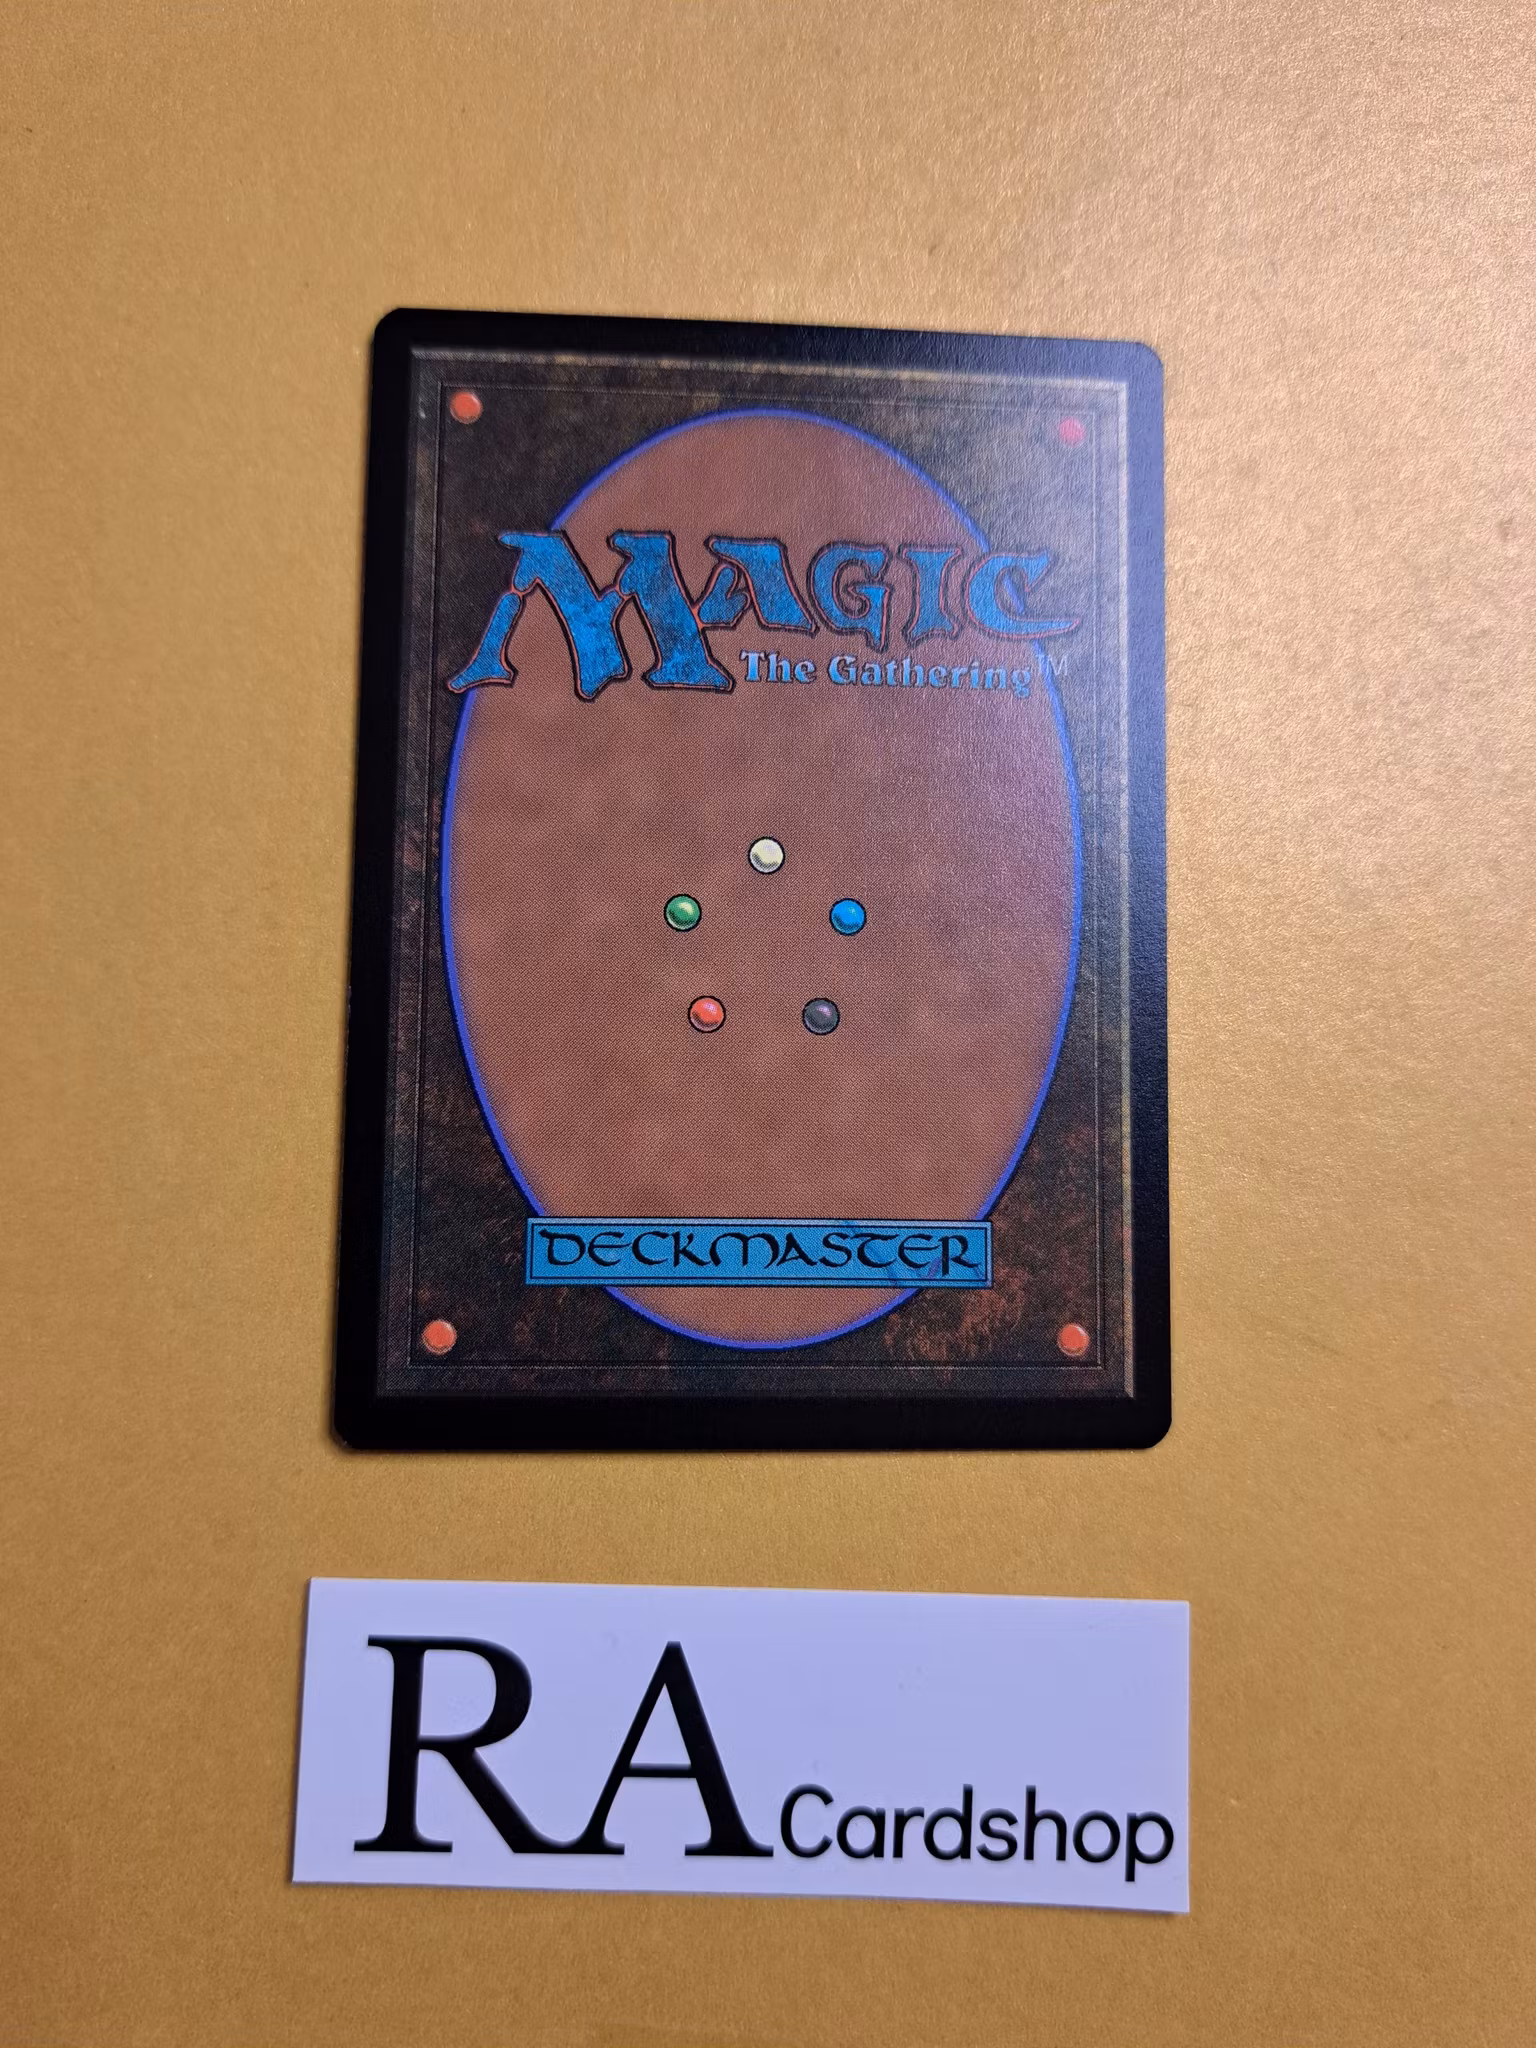 MAGIC
The Gathering™
DECKMASTER
RA Cardshop